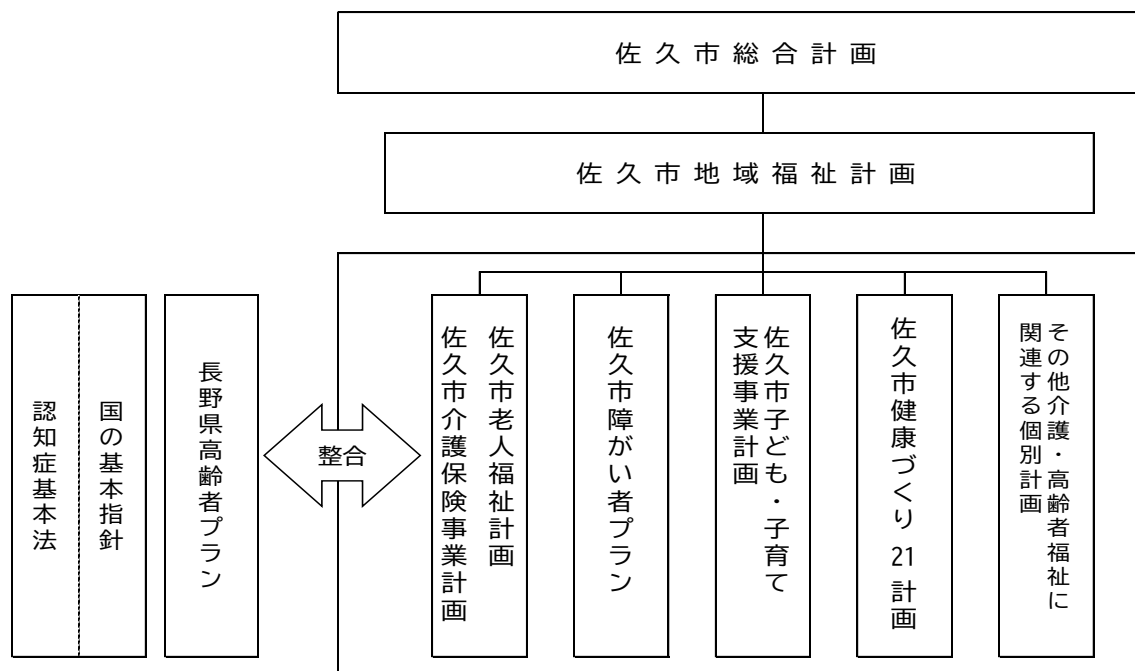 佐久市総合計画
佐久市地域福祉計画
認知症基本法
国の基本指針
長野県高齢者プラン
整合
佐久市老人福祉計画
佐久市介護保険事業計画
佐久市障がい者プラン
佐久市子ども・子育て
支援事業計画
佐久市健康づくり21計画
その他介護・高齢者福祉に
関連する個別計画